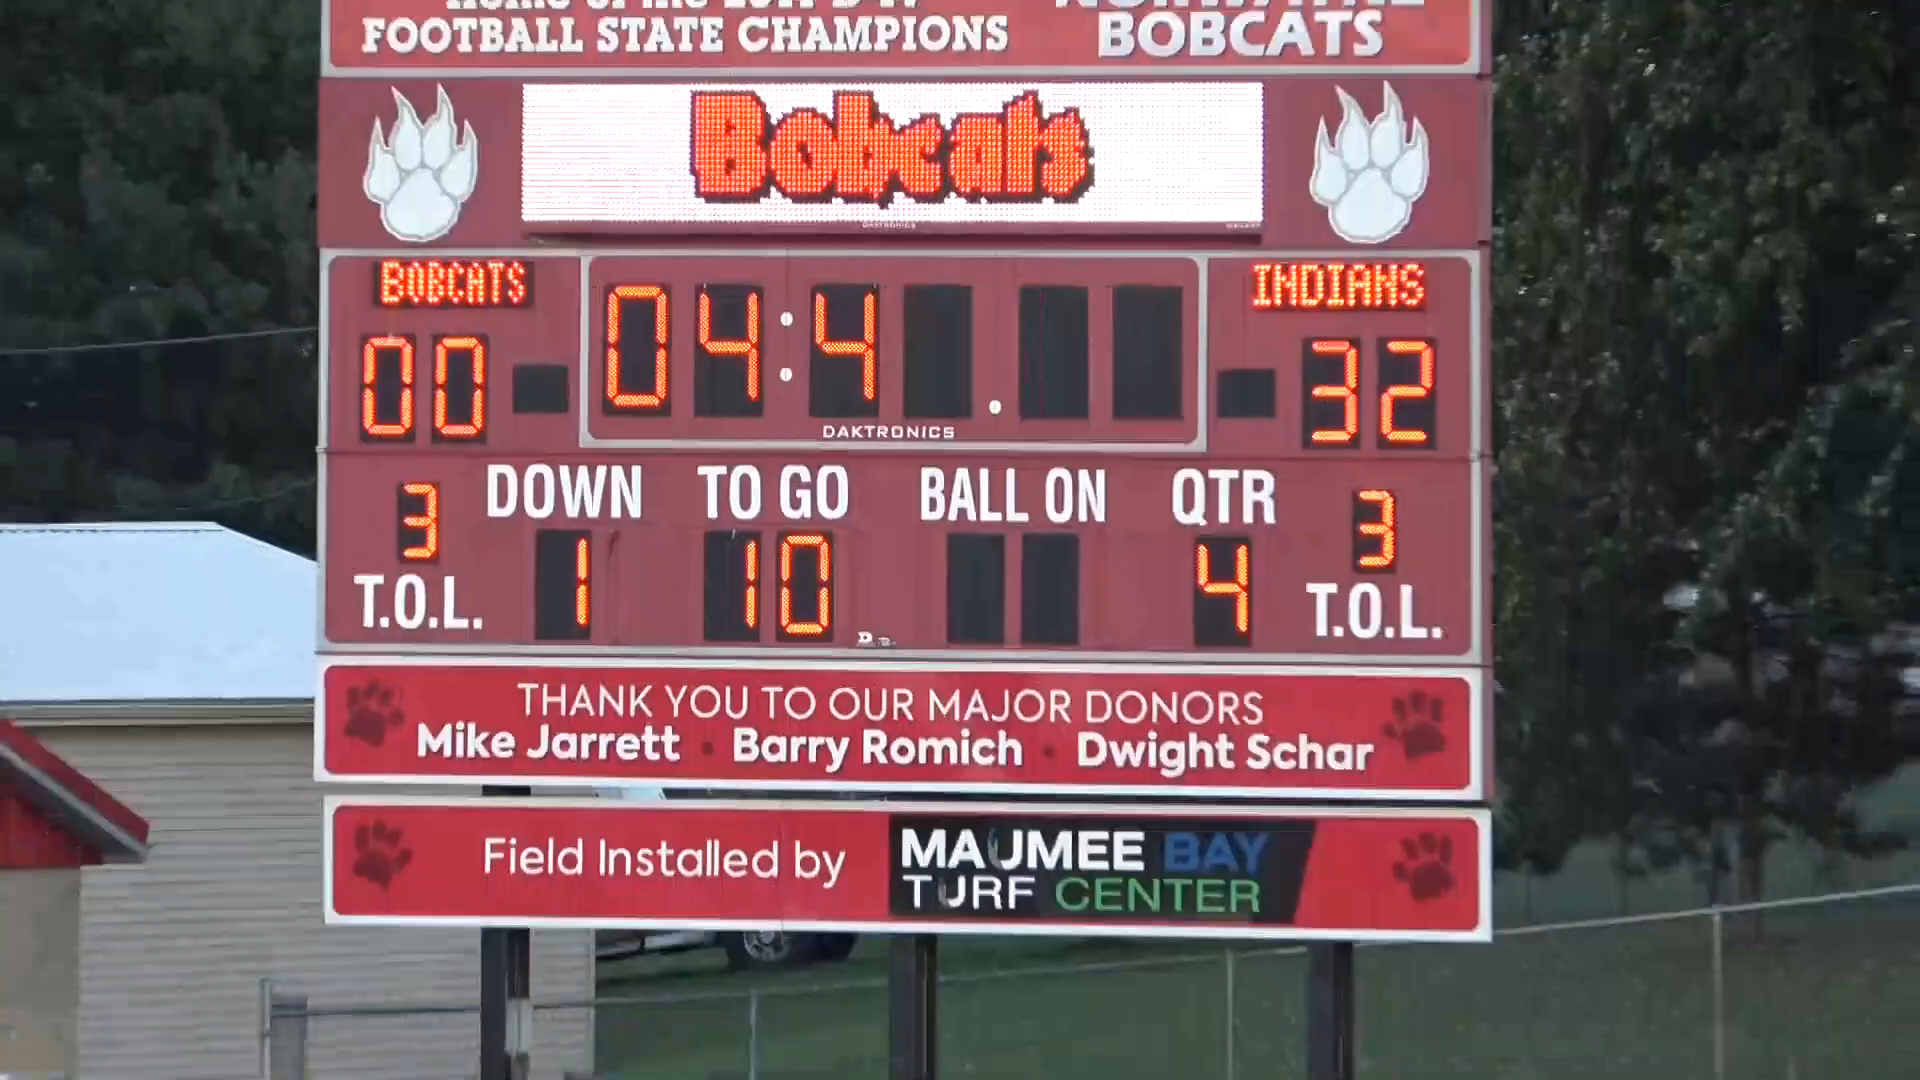 FOOTBALL STATE CHAMPIONS
BOBCATS
Bobcats
DAKTRONICS
BOBCATS
04:4 .
INDIANS
00
32
DAKTRONICS
3
DOWN
TO GO
BALL ON
QTR
3
T.O.L.
1
10
4
T.O.L.
THANK YOU TO OUR MAJOR DONORS
Mike Jarrett • Barry Romich • Dwight Schar
Field Installed by
MAUMEE BAY
TURF CENTER